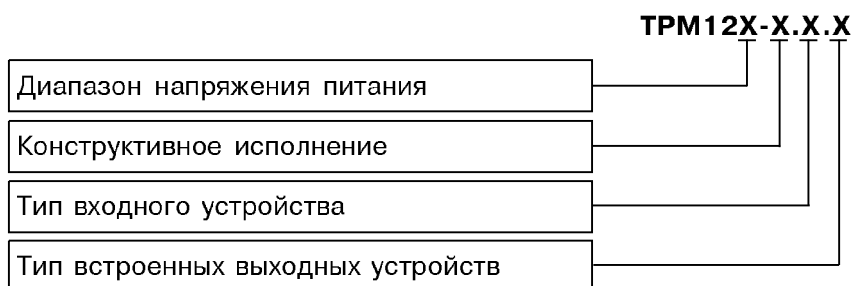 ТРМ12Х-Х.Х.Х
Диапазон напряжения питания
Конструктивное исполнение
Тип входного устройства
Тип встроенных выходных устройств